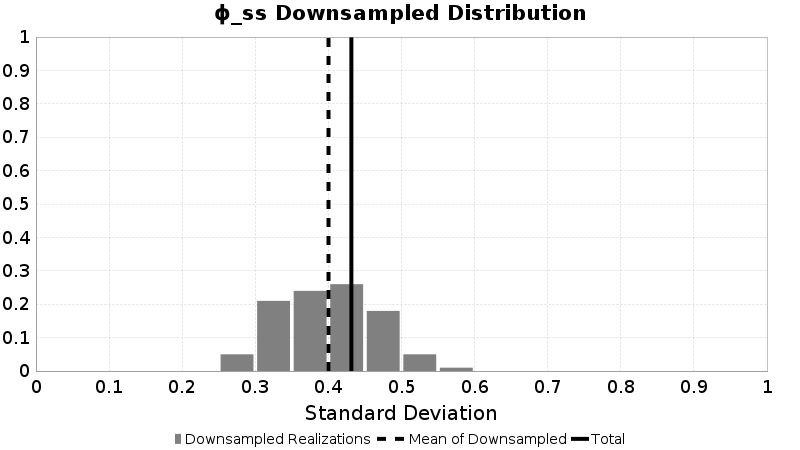 ϕ_ss Downsampled Distribution
1
0.9
0.8
0.7
0.6
0.5
0.4
0.3
0.2
0.1
0
0 0.1 0.2 0.3 0.4 0.5 0.6 0.7 0.8 0.9 1
Standard Deviation
Downsampled Realizations Mean of Downsampled Total